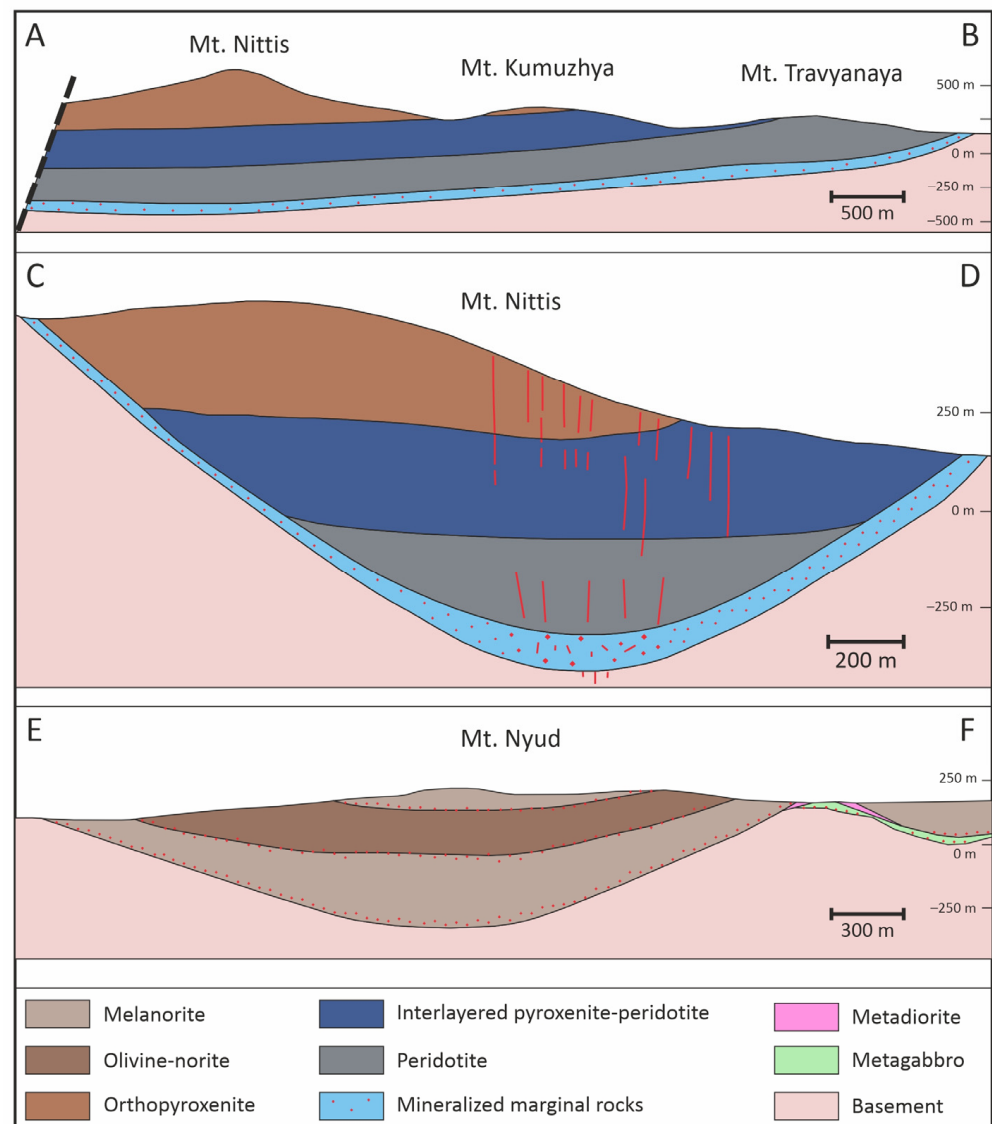 A
B
Mt. Nittis
Mt. Kumuzhya
Mt. Travyanaya
500 m
0 m
–250 m
–500 m
500 m
C
D
Mt. Nittis
250 m
0 m
–250 m
200 m
E
F
Mt. Nyud
250 m
0 m
–250 m
300 m
Melanorite
Olivine-norite
Orthopyroxenite
Interlayered pyroxenite-peridotite
Peridotite
Mineralized marginal rocks
Metadiorite
Metagabbro
Basement